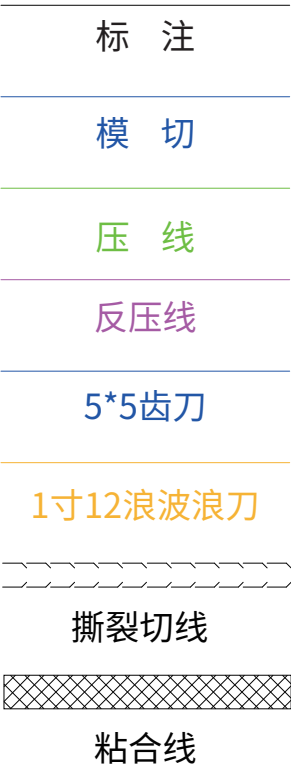 标 注
模 切
压 线
反压线
5*5齿刀
1寸12浪波浪刀
撕裂切线
粘合线